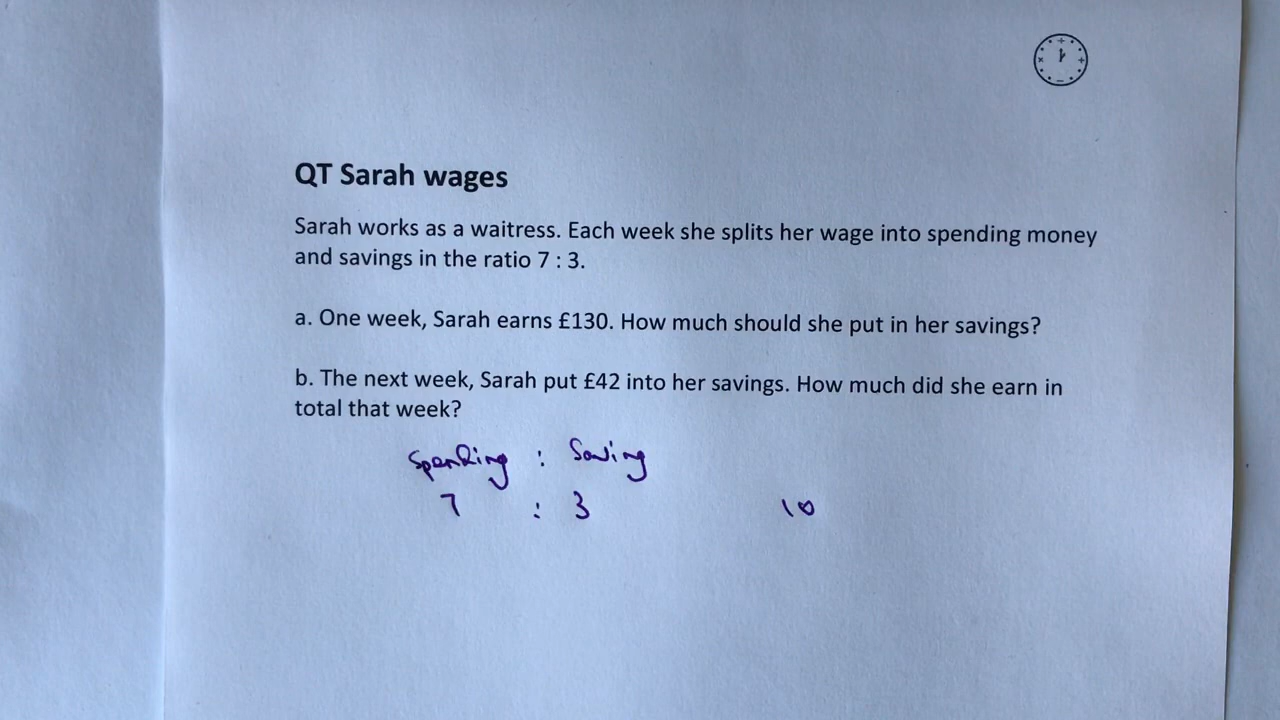 QT Sarah wages
Sarah works as a waitress. Each week she splits her wage into spending money
and savings in the ratio 7 : 3.
a. One week, Sarah earns £130. How much should she put in her savings?
b. The next week, Sarah put £42 into her savings. How much did she earn in
total that week?
Spending : Saving
7 : 3 10